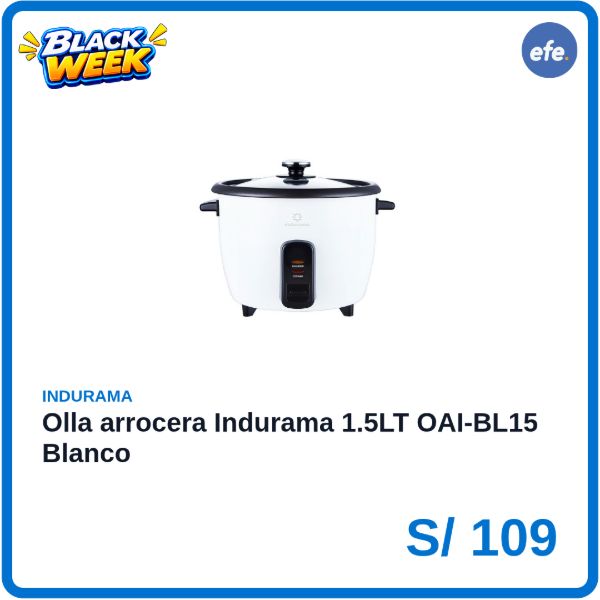 BLACK
WEEK
efe.
INDURAMA
Olla arrocera Indurama 1.5LT OAI-BL15
Blanco
S/ 109